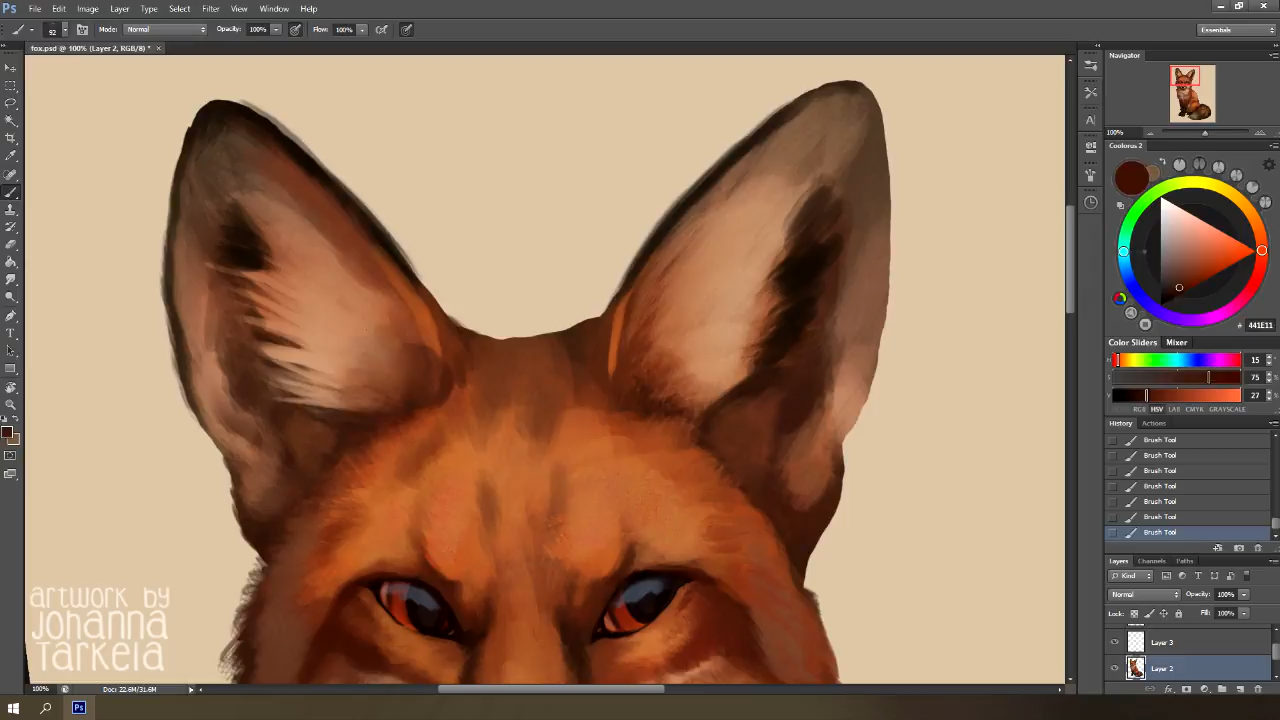 Ps File Edit Image Layer Type Select Filter View Window Help
92 Mode: Normal Opacity: 100% Flow: 100% Essentials
fox.psd @ 100% (Layer 2, RGB/8) * ×
Navigator
100%
Coolorus 2
# 441E11
Color Sliders Mixer
H 15
S 75 %
V 27 %
RGB HSV LAB CMYK GRAYSCALE
History Actions
Brush Tool
Brush Tool
Brush Tool
Brush Tool
Brush Tool
Brush Tool
Brush Tool
Layers Channels Paths
Kind
Normal Opacity: 100%
Lock: Fill: 100%
Layer 3
Layer 2
artwork by
Johanna
Tarkela
100% Doc: 22.6M/31.6M
Ps